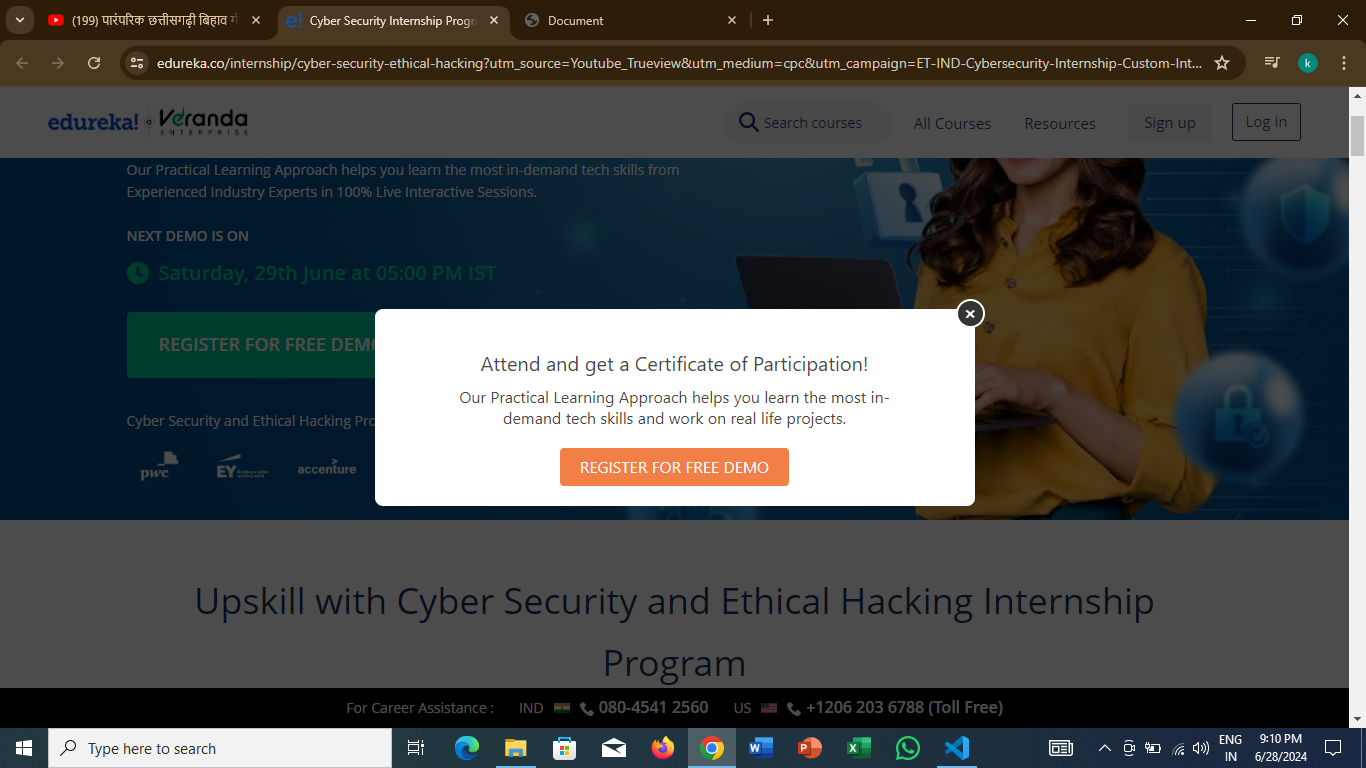 (199) पारंपरिक छत्तीसगढ़ी बिहाव गी
Cyber Security Internship Progra
Document
edureka.co/internship/cyber-security-ethical-hacking?utm_source=Youtube_Trueview&utm_medium=cpc&utm_campaign=ET-IND-Cybersecurity-Internship-Custom-Int...
k
edureka! Veranda
ENTERPRISE
Search courses
All Courses
Resources
Sign up
Log in
Our Practical Learning Approach helps you learn the most in-demand tech skills from
Experienced Industry Experts in 100% Live Interactive Sessions.
NEXT DEMO IS ON
Saturday, 29th June at 05:00 PM IST
REGISTER FOR FREE DEMO
Attend and get a Certificate of Participation!
Our Practical Learning Approach helps you learn the most in-
demand tech skills and work on real life projects.
REGISTER FOR FREE DEMO
Cyber Security and Ethical Hacking Pro
pwc
EY
accenture
Upskill with Cyber Security and Ethical Hacking Internship
Program
For Career Assistance : IND 080-4541 2560 US +1206 203 6788 (Toll Free)
Type here to search
ENG
IN
9:10 PM
6/28/2024